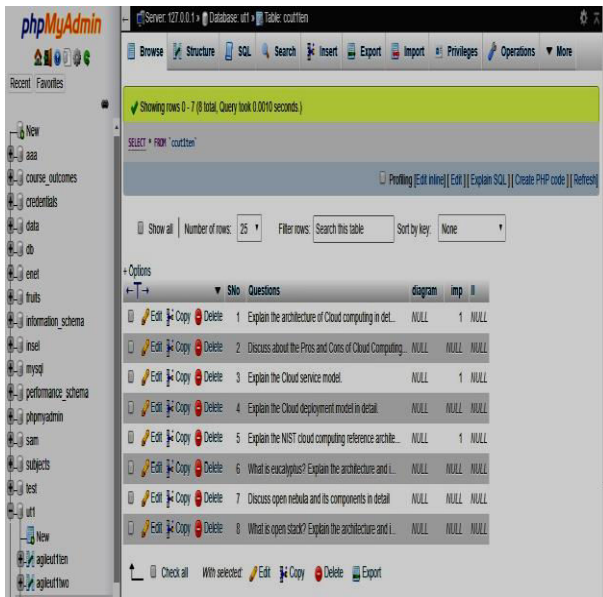 phpMyAdmin
Recent Favorites
New
aaa
course_outcomes
credentials
data
db
enet
fruits
information_schema
insel
mysql
performance_schema
phpmyadmin
sam
subjects
test
ut1
New
agileut1ten
agileut1two
Server: 127.0.0.1 » Database: ut1 » Table: ccut1ten
Browse Structure SQL Search Insert Export Import Privileges Operations More
Showing rows 0 - 7 (8 total, Query took 0.0010 seconds.)
SELECT * FROM `ccut1ten`
Profiling [Edit inline] [ Edit ] [ Explain SQL ] [ Create PHP code ] [ Refresh]
Show all Number of rows: 25 Filter rows: Search this table Sort by key: None
+ Options
SNo Questions diagram imp ll
Edit Copy Delete 1 Explain the architecture of Cloud computing in det... NULL 1 NULL
Edit Copy Delete 2 Discuss about the Pros and Cons of Cloud Computing... NULL NULL NULL
Edit Copy Delete 3 Explain the Cloud service model. NULL 1 NULL
Edit Copy Delete 4 Explain the Cloud deployment model in detail. NULL NULL NULL
Edit Copy Delete 5 Explain the NIST cloud computing reference archite... NULL 1 NULL
Edit Copy Delete 6 What is eucalyptus? Explain the architecture and i... NULL NULL NULL
Edit Copy Delete 7 Discuss open nebula and its components in detail NULL NULL NULL
Edit Copy Delete 8 What is open stack? Explain the architecture and i... NULL NULL NULL
Check all With selected: Edit Copy Delete Export